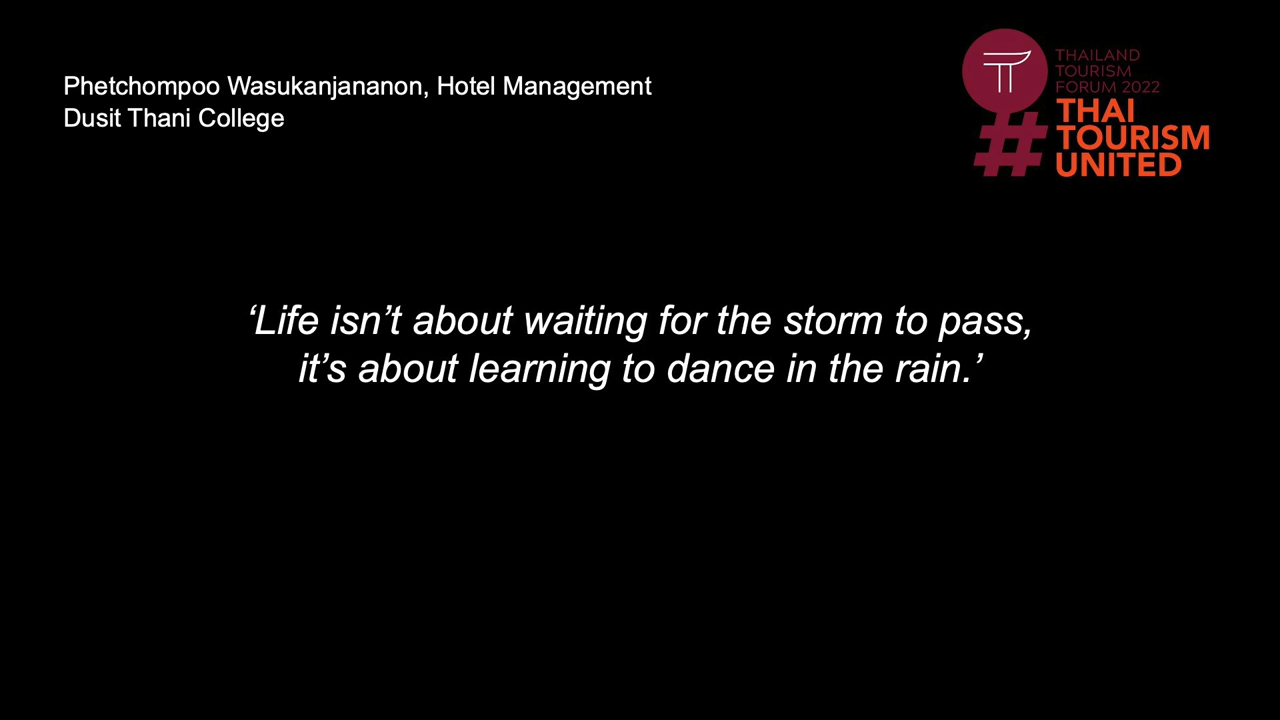 Phetchompoo Wasukanjananon, Hotel Management
Dusit Thani College
THAILAND
TOURISM
FORUM 2022
#THAI
TOURISM
UNITED
‘Life isn’t about waiting for the storm to pass,
it’s about learning to dance in the rain.’